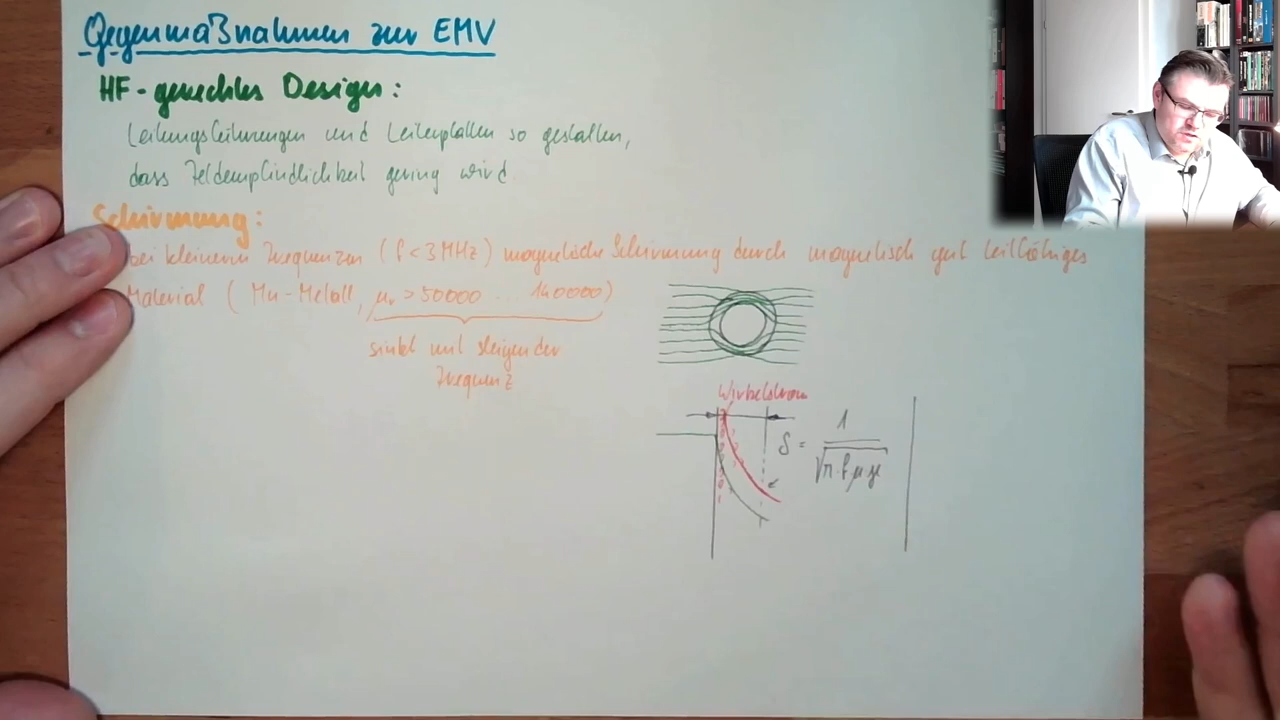 Gegenmaßnahmen zur EMV
HF-gerechtes Design:
Leitungsführungen und Leiterplatten so gestalten,
dass Feldempfindlichkeit gering wird.
Schirmung:
bei kleineren Frequenzen (f < 3 MHz) magnetische Schirmung durch magnetisch gut leitfähiges
Material (Mu-Metall, μr > 50000 ... 140000)
sinkt mit steigender
Frequenz
Wirbelstrom
δ = 1 / √(π·f·μ·ϰ)